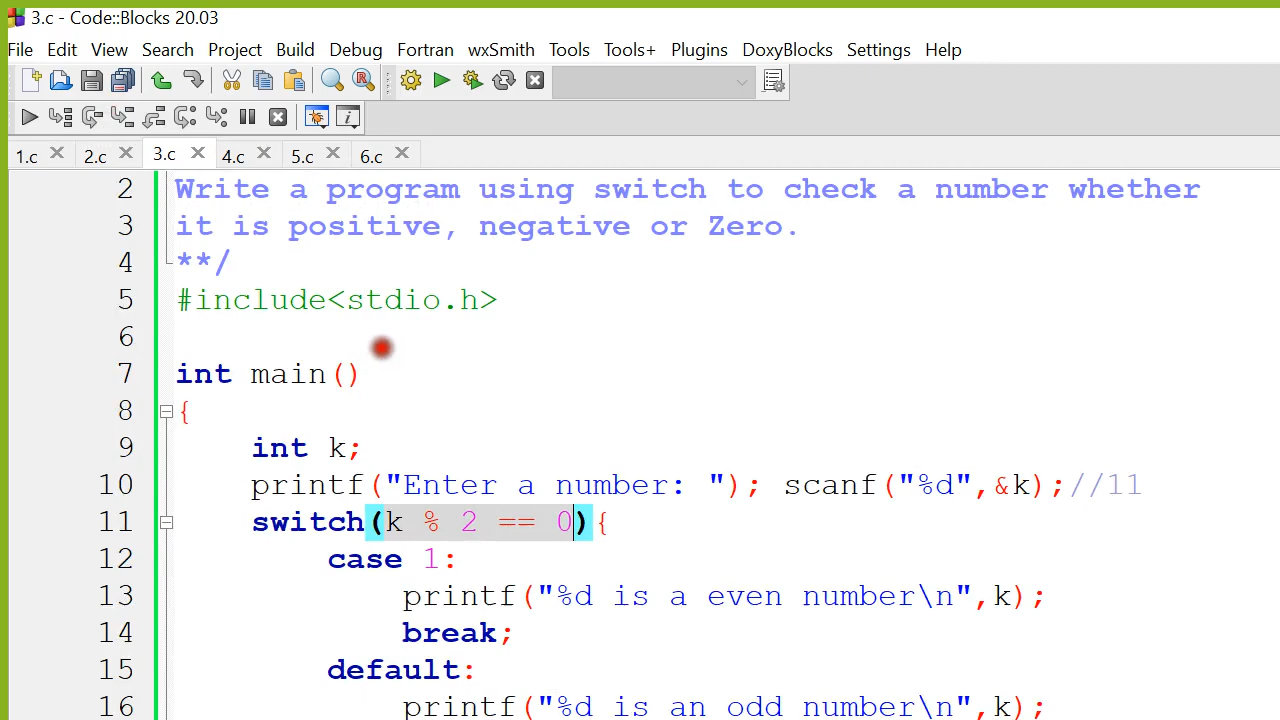 3.c - Code::Blocks 20.03
File Edit View Search Project Build Debug Fortran wxSmith Tools Tools+ Plugins DoxyBlocks Settings Help
1.c 2.c 3.c 4.c 5.c 6.c
2 Write a program using switch to check a number whether
3 it is positive, negative or Zero.
4 **/
5 #include<stdio.h>
6
7 int main()
8 {
9 int k;
10 printf("Enter a number: "); scanf("%d",&k);//11
11 switch(k % 2 == 0){
12 case 1:
13 printf("%d is a even number\n",k);
14 break;
15 default:
16 printf("%d is an odd number\n",k);